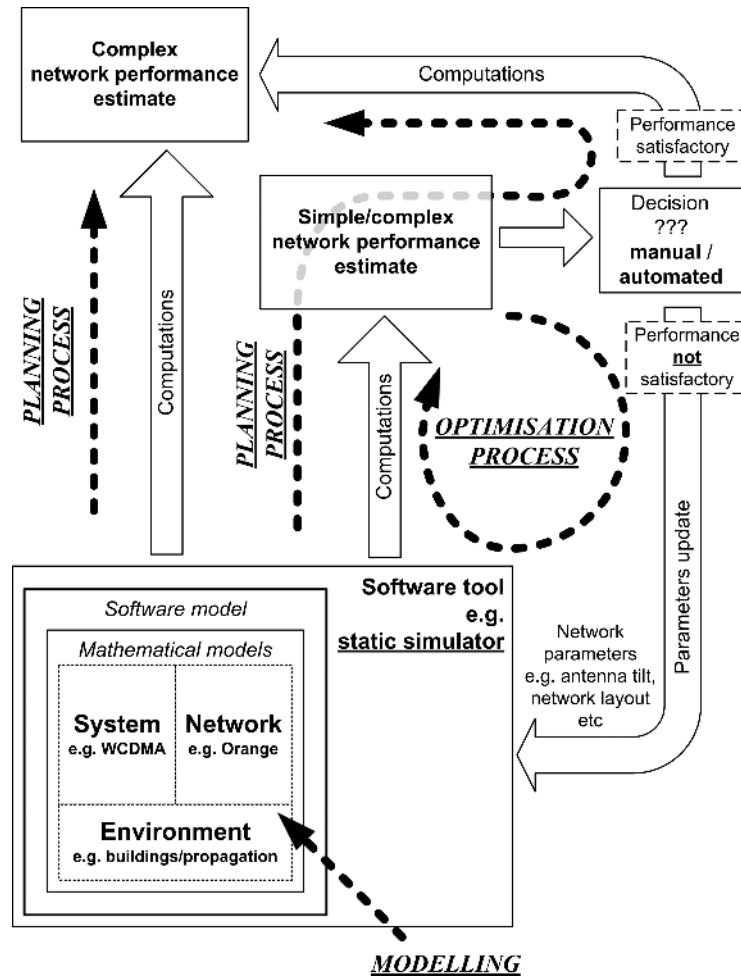 Complex
network performance
estimate
Computations
Performance
satisfactory
Simple/complex
network performance
estimate
Decision
???
manual /
automated
Performance
not
satisfactory
PLANNING
PROCESS
Computations
PLANNING
PROCESS
Computations
OPTIMISATION
PROCESS
Parameters update
Software tool
e.g.
static simulator
Network
parameters
e.g. antenna tilt,
network layout
etc
Software model
Mathematical models
System
e.g. WCDMA
Network
e.g. Orange
Environment
e.g. buildings/propagation
MODELLING